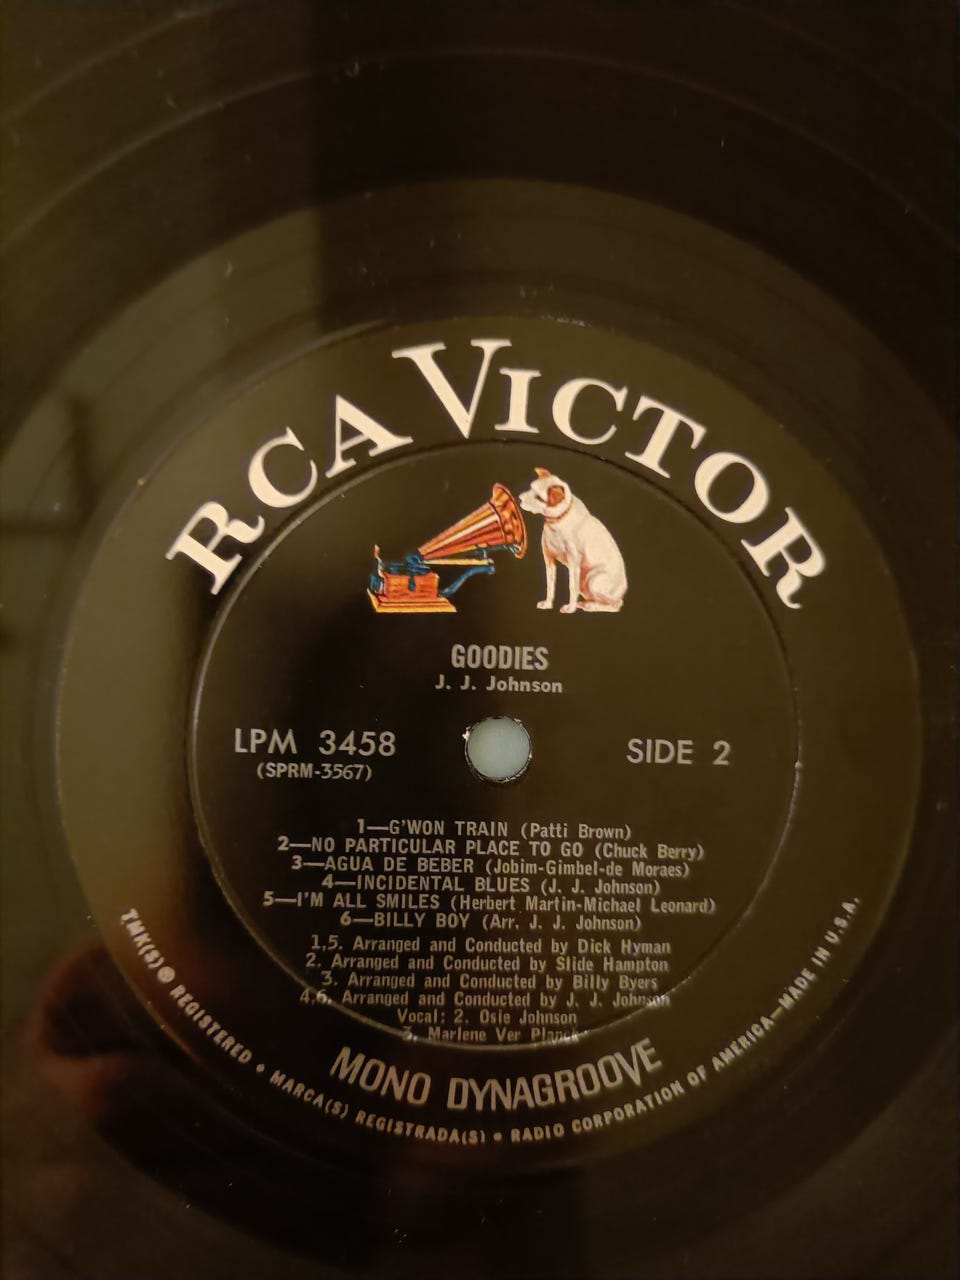 RCA VICTOR
GOODIES
J. J. Johnson
LPM 3458
(SPRM-3567)
SIDE 2
1—G'WON TRAIN (Patti Brown)
2—NO PARTICULAR PLACE TO GO (Chuck Berry)
3—AGUA DE BEBER (Jobim-Gimbel-de Moraes)
4—INCIDENTAL BLUES (J. J. Johnson)
5—I'M ALL SMILES (Herbert Martin-Michael Leonard)
6—BILLY BOY (Arr. J. J. Johnson)
1,5. Arranged and Conducted by Dick Hyman
2. Arranged and Conducted by Slide Hampton
3. Arranged and Conducted by Billy Byers
4,6. Arranged and Conducted by J. J. Johnson
Vocal: 2. Osie Johnson
3. Marlene Ver Planck
MONO DYNAGROOVE
TMK(S) ® REGISTERED • MARCA(S) REGISTRADA(S) • RADIO CORPORATION OF AMERICA—MADE IN U.S.A.